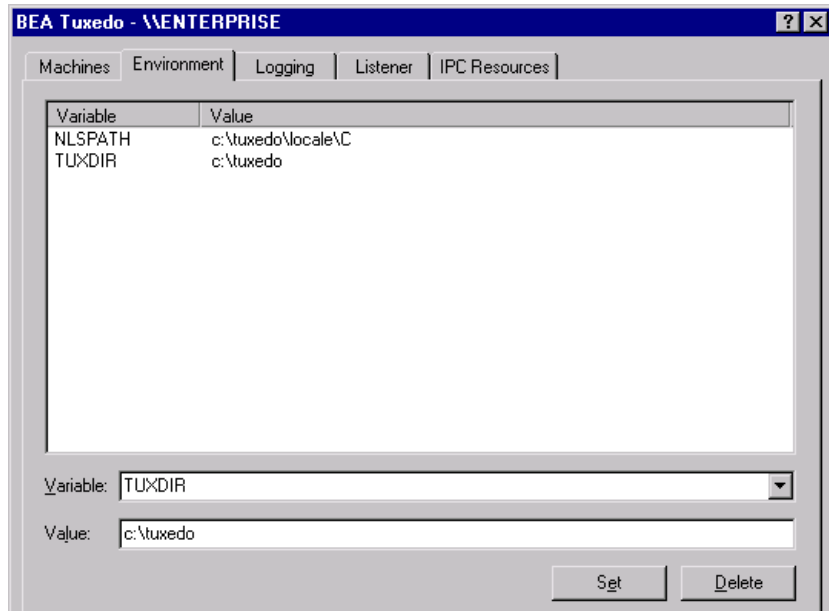 BEA Tuxedo - \\ENTERPRISE
Machines Environment Logging Listener IPC Resources
Variable Value
NLSPATH c:\tuxedo\locale\C
TUXDIR c:\tuxedo
Variable: TUXDIR
Value: c:\tuxedo
Set Delete